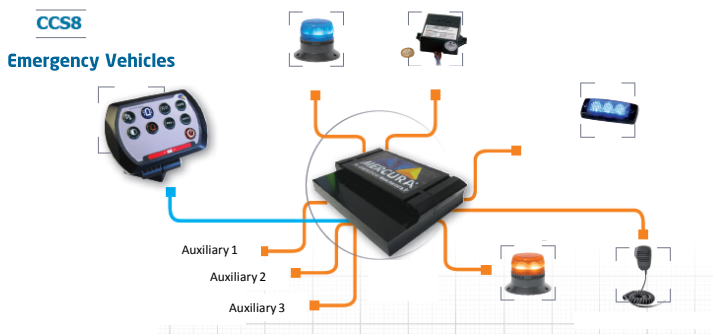 CCS8
Emergency Vehicles
MERCURA
Auxiliary 1
Auxiliary 2
Auxiliary 3